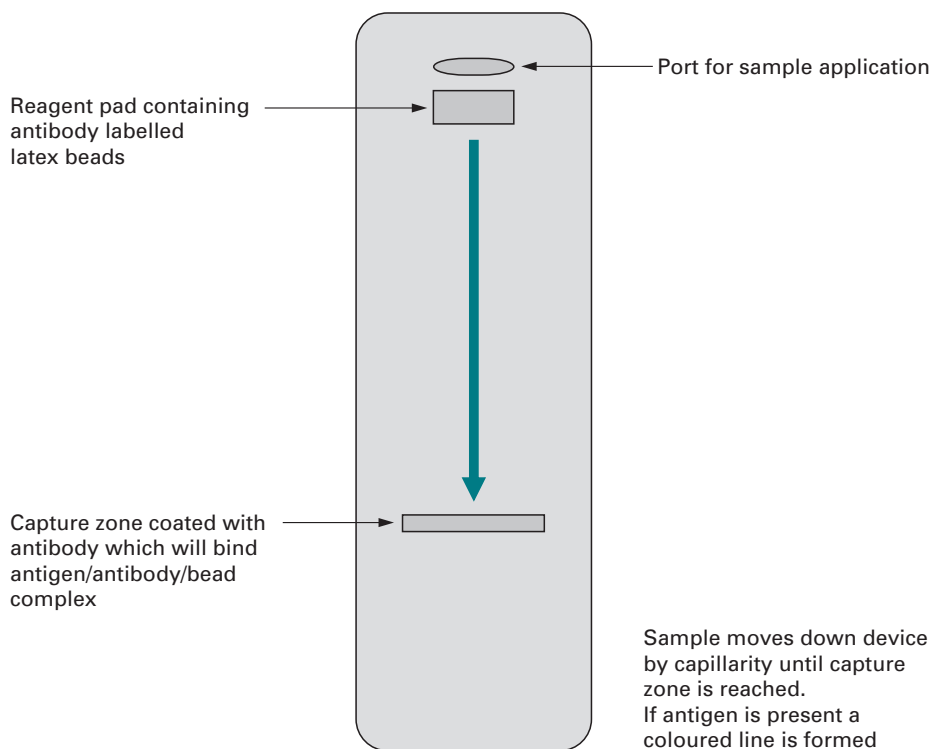 Port for sample application
Reagent pad containing
antibody labelled
latex beads
Capture zone coated with
antibody which will bind
antigen/antibody/bead
complex
Sample moves down device
by capillarity until capture
zone is reached.
If antigen is present a
coloured line is formed